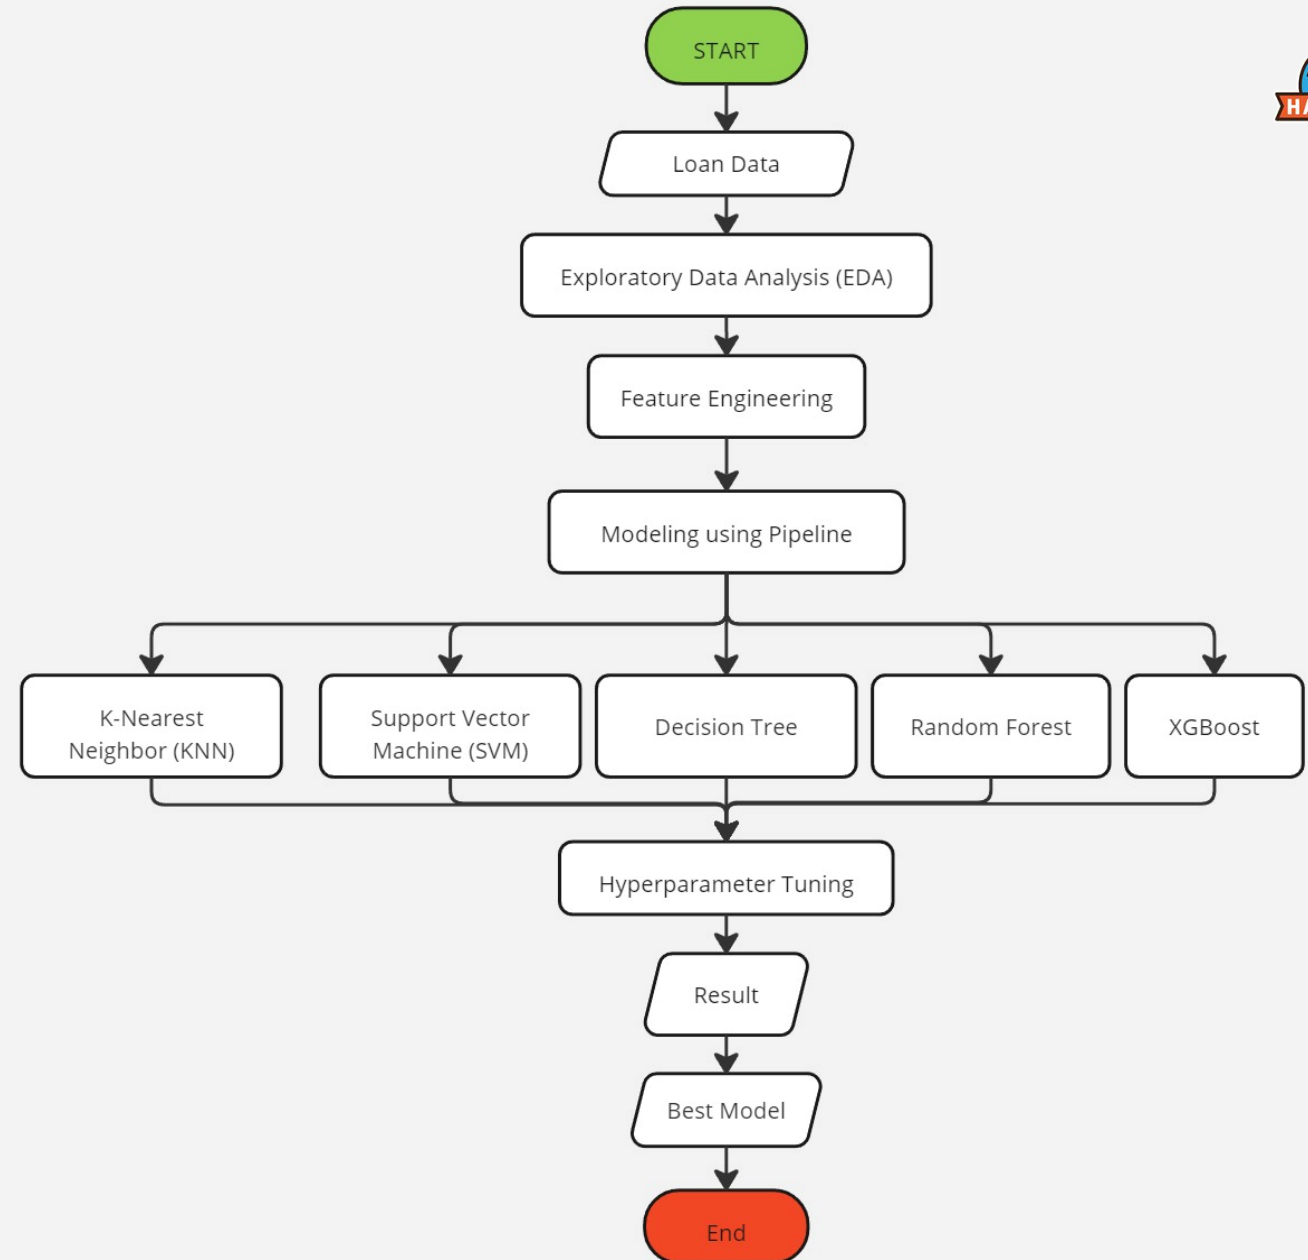 START
Loan Data
Exploratory Data Analysis (EDA)
Feature Engineering
Modeling using Pipeline
K-Nearest
Neighbor (KNN)
Support Vector
Machine (SVM)
Decision Tree
Random Forest
XGBoost
Hyperparameter Tuning
Result
Best Model
End